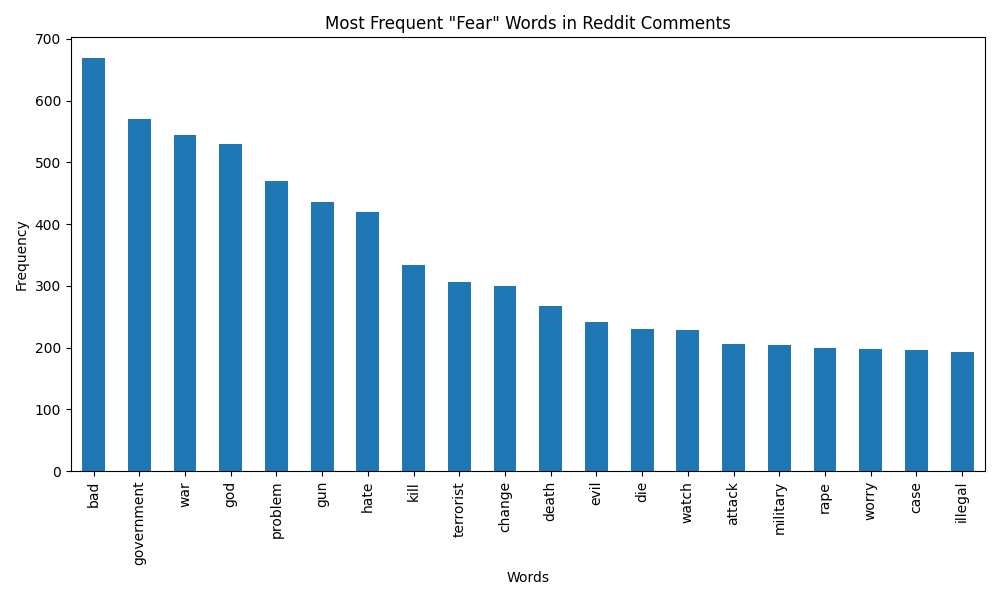 Most Frequent "Fear" Words in Reddit Comments
700
600
500
400
300
200
100
0
Frequency
bad
government
war
god
problem
gun
hate
kill
terrorist
change
death
evil
die
watch
attack
military
rape
worry
case
illegal
Words